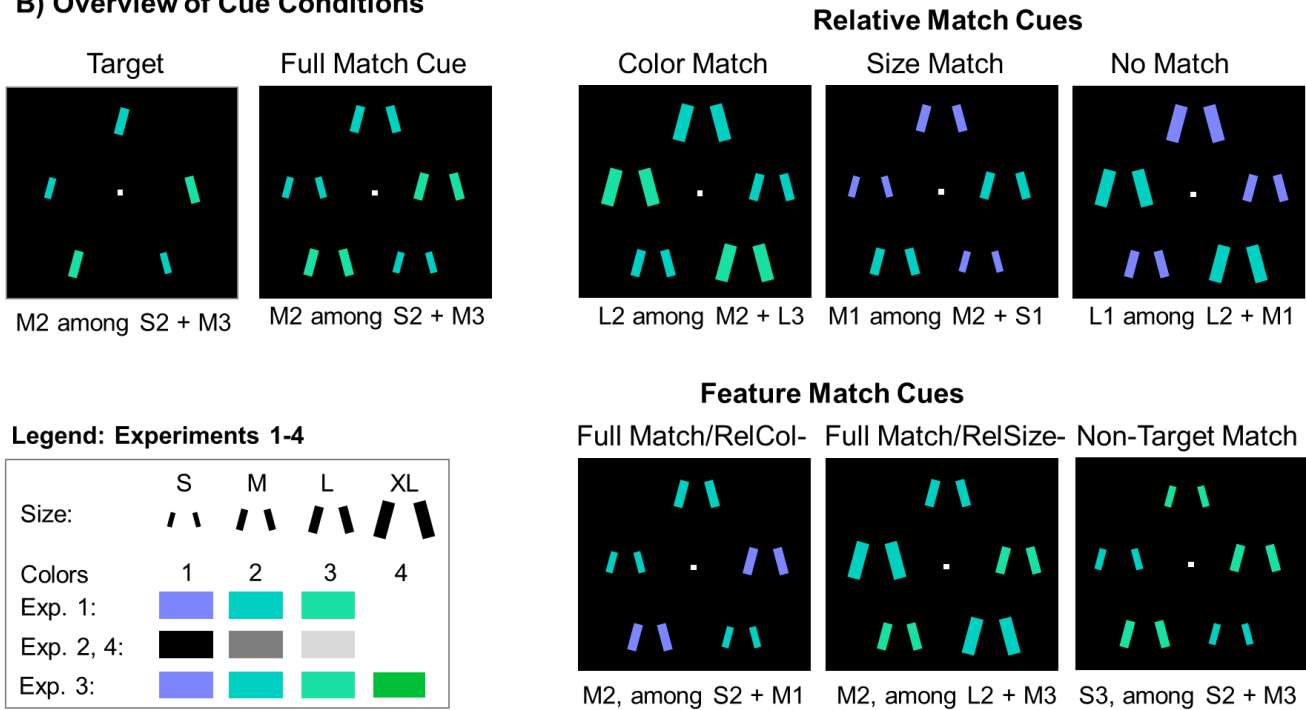 B) Overview of Cue Conditions
Relative Match Cues
Target
Full Match Cue
Color Match
Size Match
No Match
M2 among S2 + M3
M2 among S2 + M3
L2 among M2 + L3
M1 among M2 + S1
L1 among L2 + M1
Feature Match Cues
Legend: Experiments 1-4
Full Match/RelCol-
Full Match/RelSize-
Non-Target Match
S M L XL
Size:
Colors 1 2 3 4
Exp. 1:
Exp. 2, 4:
Exp. 3:
M2, among S2 + M1
M2, among L2 + M3
S3, among S2 + M3